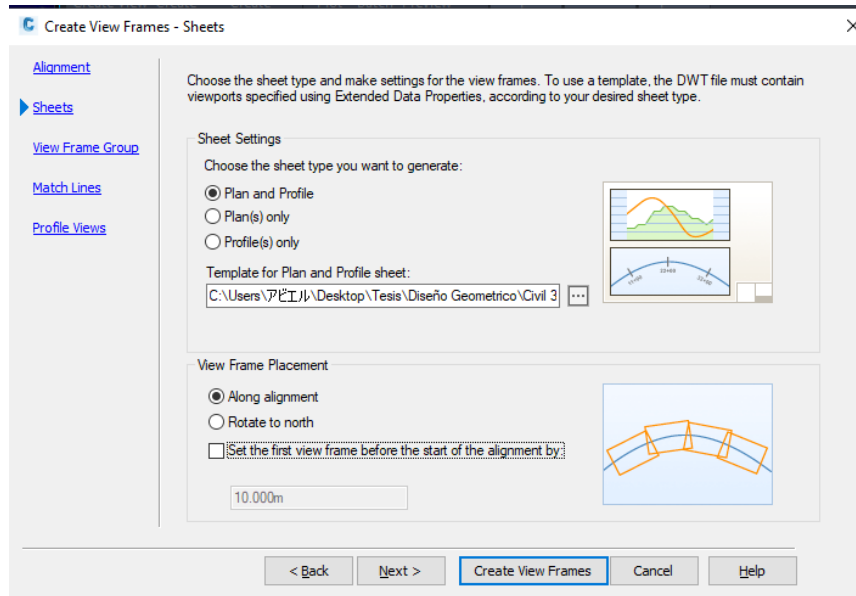 Create View Frames - Sheets
Alignment
Sheets
View Frame Group
Match Lines
Profile Views
Choose the sheet type and make settings for the view frames. To use a template, the DWT file must contain
viewports specified using Extended Data Properties, according to your desired sheet type.
Sheet Settings
Choose the sheet type you want to generate:
Plan and Profile
Plan(s) only
Profile(s) only
Template for Plan and Profile sheet:
C:\Users\アビエル\Desktop\Tesis\Diseño Geometrico\Civil 3
...
View Frame Placement
Along alignment
Rotate to north
Set the first view frame before the start of the alignment by:
10.000m
< Back
Next >
Create View Frames
Cancel
Help